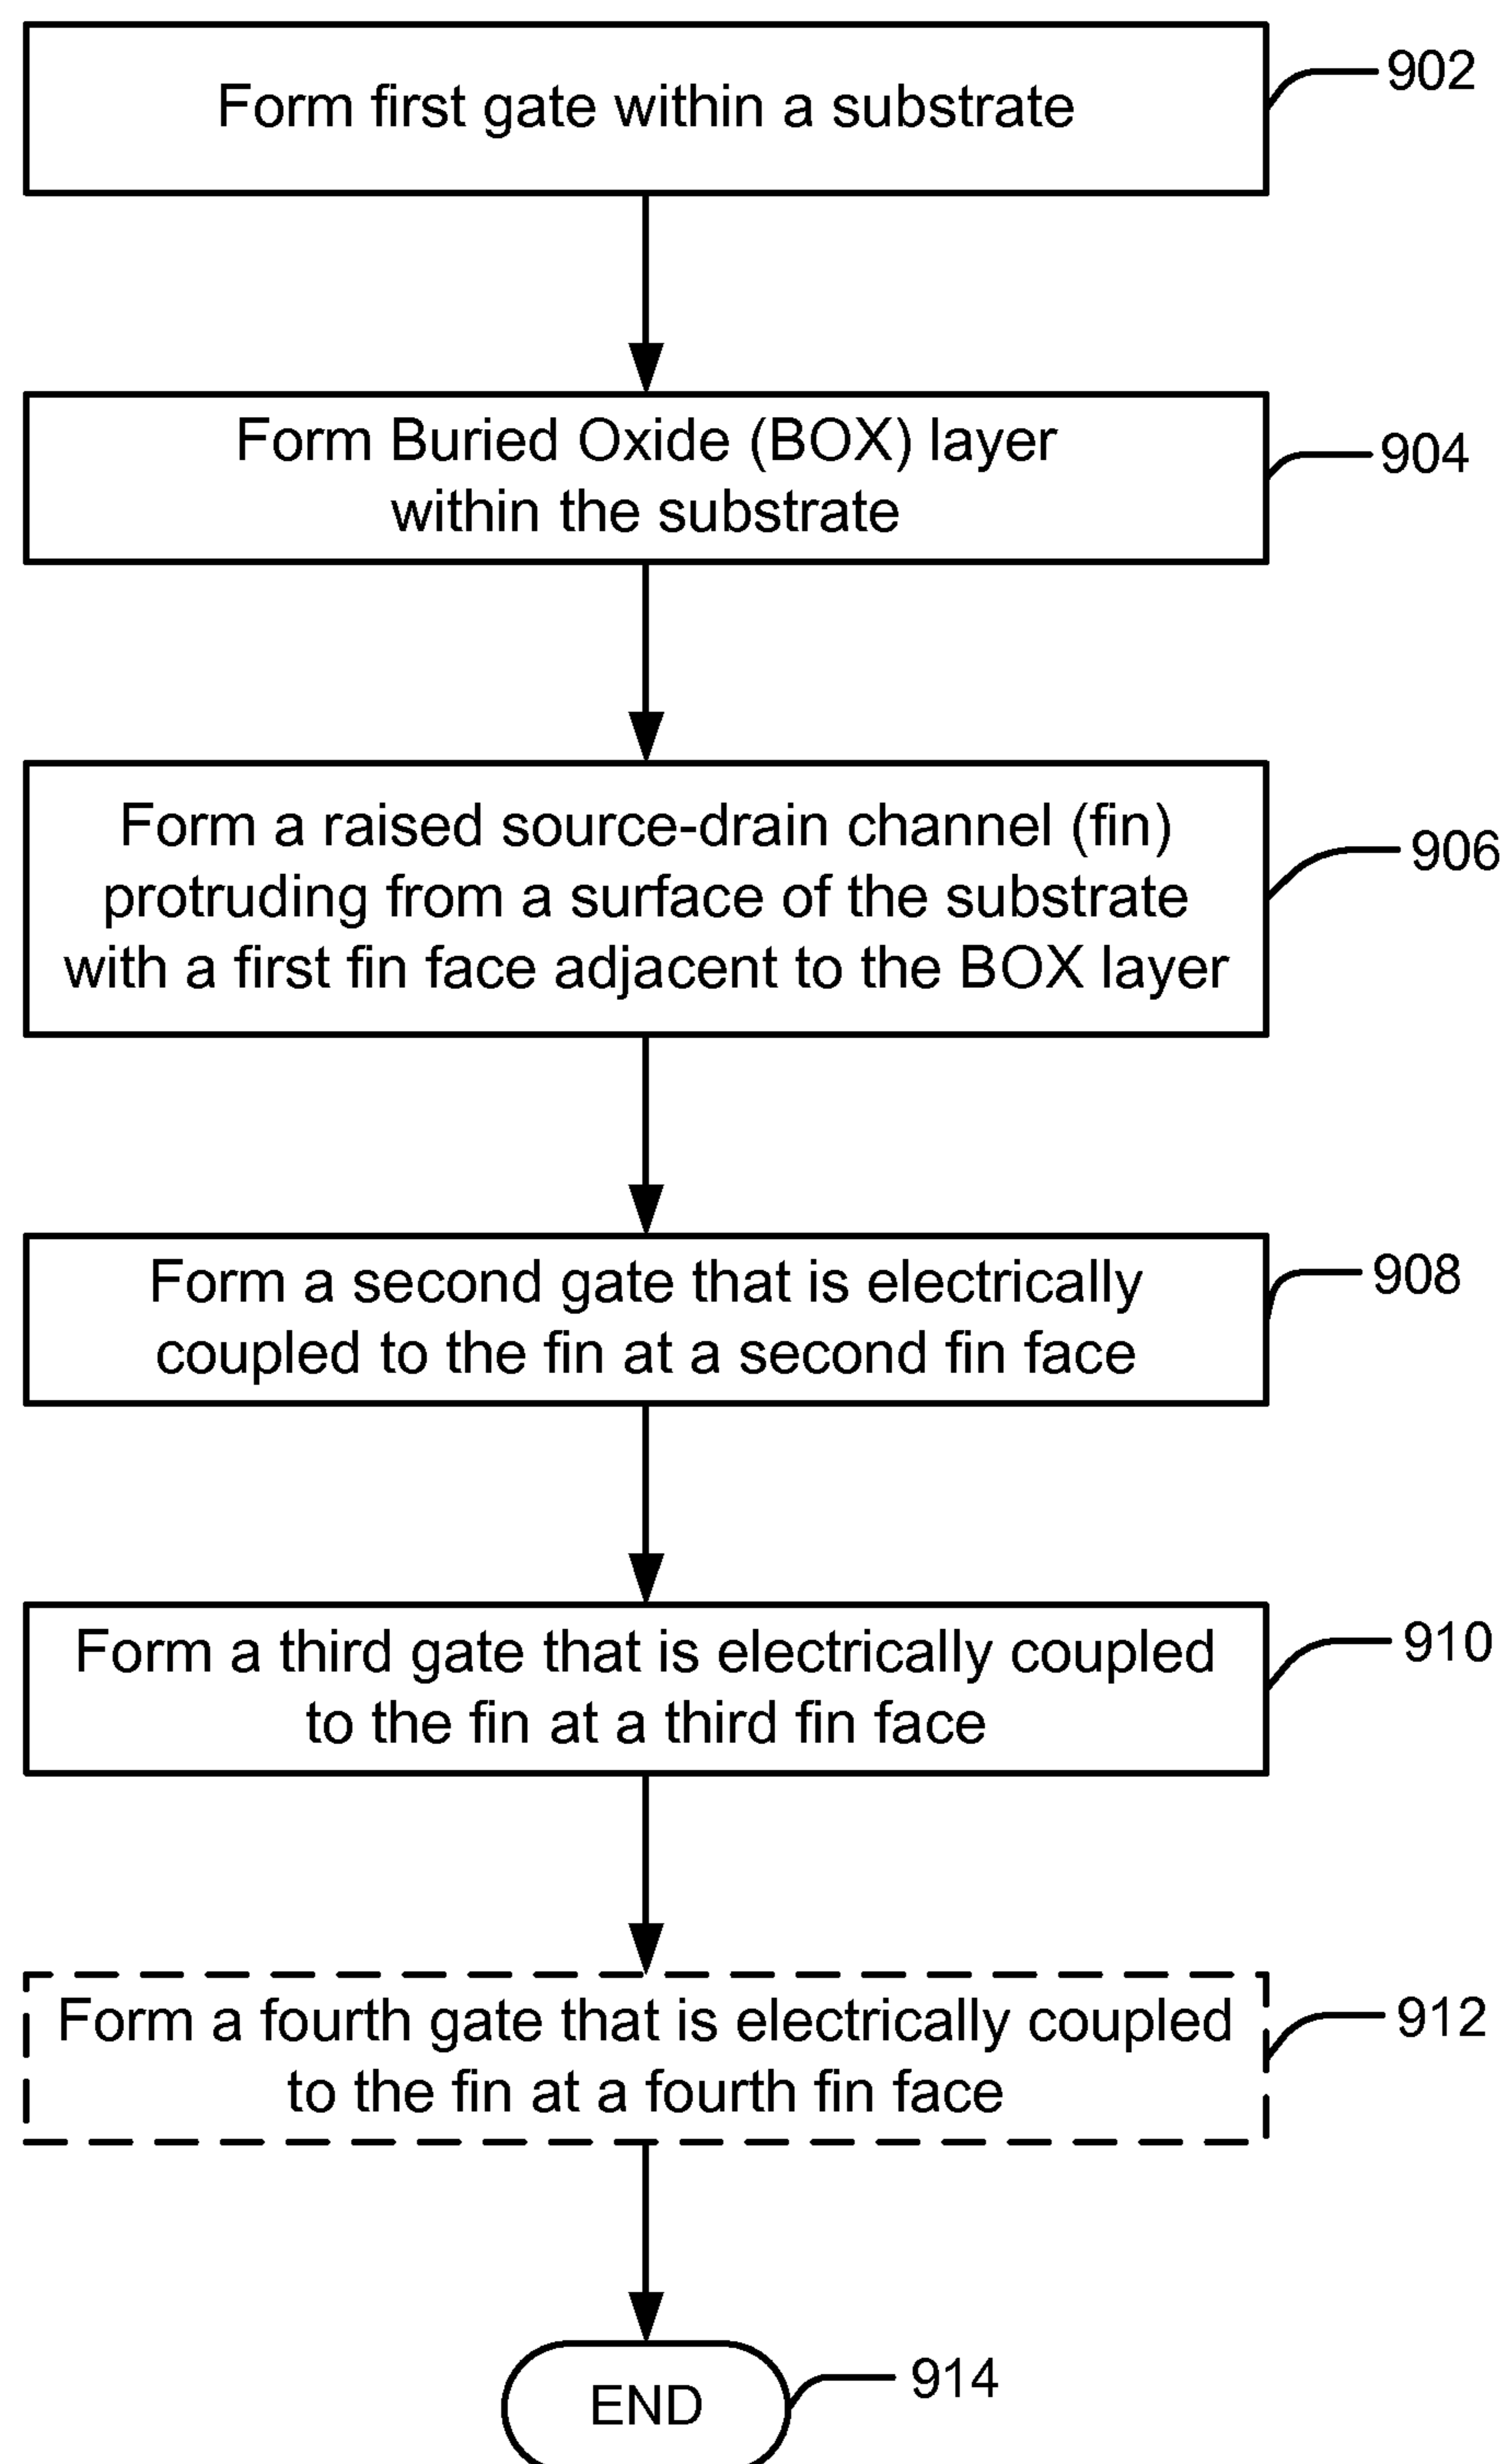 Form first gate within a substrate
902
Form Buried Oxide (BOX) layer
within the substrate
904
Form a raised source-drain channel (fin)
protruding from a surface of the substrate
with a first fin face adjacent to the BOX layer
906
Form a second gate that is electrically
coupled to the fin at a second fin face
908
Form a third gate that is electrically coupled
to the fin at a third fin face
910
Form a fourth gate that is electrically coupled
to the fin at a fourth fin face
912
END
914